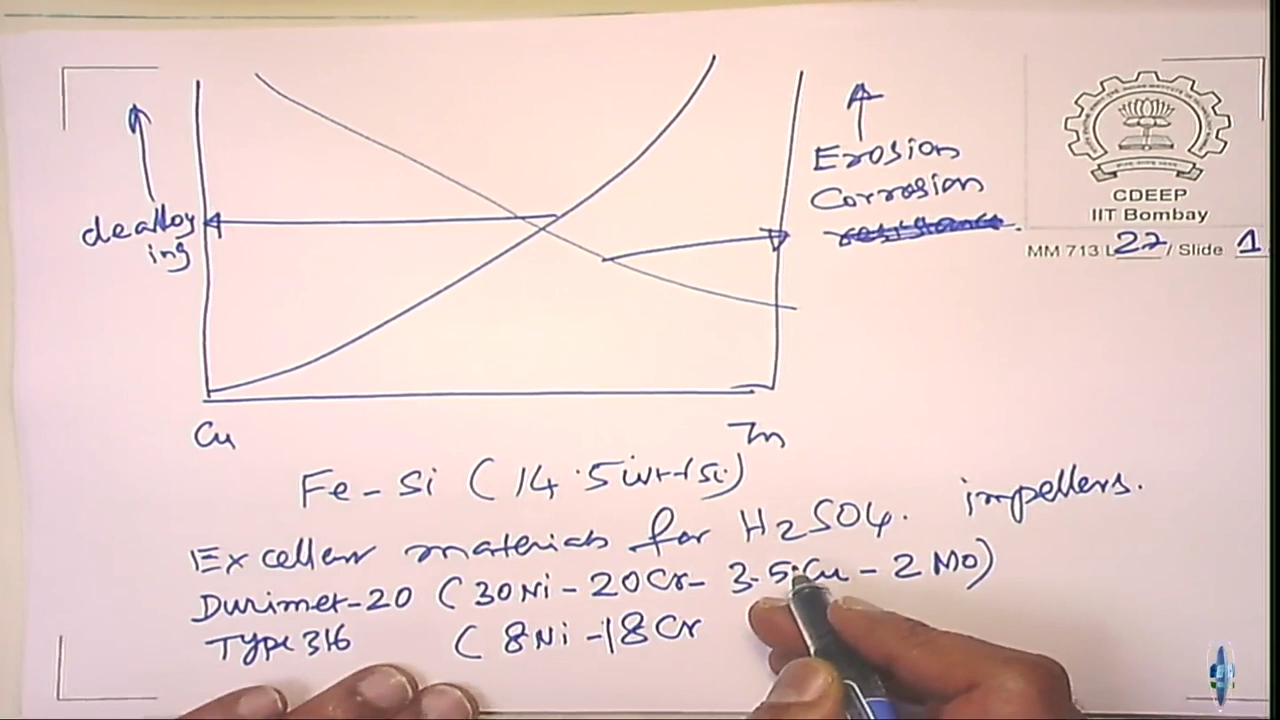 Erosion
Corrosion
resistance.
dealloy
ing
CDEEP
IIT Bombay
MM 713 L 22 / Slide 1
Cu
Zn
Fe-Si (14.5 wt% Si)
Excellent materials for H2SO4. impellers.
Durimet-20 (30Ni - 20Cr - 3.5Cu - 2Mo)
Type 316 (8Ni - 18Cr